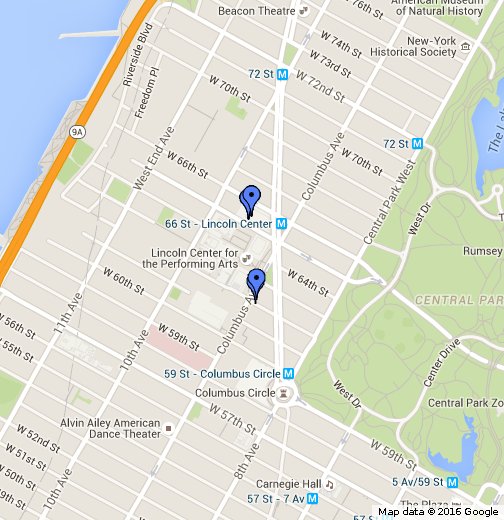 American Museum
of Natural History
Beacon Theatre
W 76th St
New-York
Historical Society
Riverside Blvd
Freedom Pl
W 74th St
W 73rd St
72 St
W 72nd St
W 70th St
9A
West End Ave
Columbus Ave
72 St
W 70th St
W 66th St
Central Park West
West Dr
66 St - Lincoln Center
Lincoln Center for
the Performing Arts
Rumsey
W 60th St
W 64th St
CENTRAL PARK
11th Ave
10th Ave
Columbus Ave
W 56th St
W 59th St
W 55th St
Center Drive
59 St - Columbus Circle
Columbus Circle
West Dr
Central Park Zo
Alvin Ailey American
Dance Theater
W 57th St
W 52nd St
W 51st St
W 50th St
W 59th St
8th Ave
10th Ave
Carnegie Hall
5 Av/59 St
57 St - 7 Av
The Plaza
Map data © 2016 Google